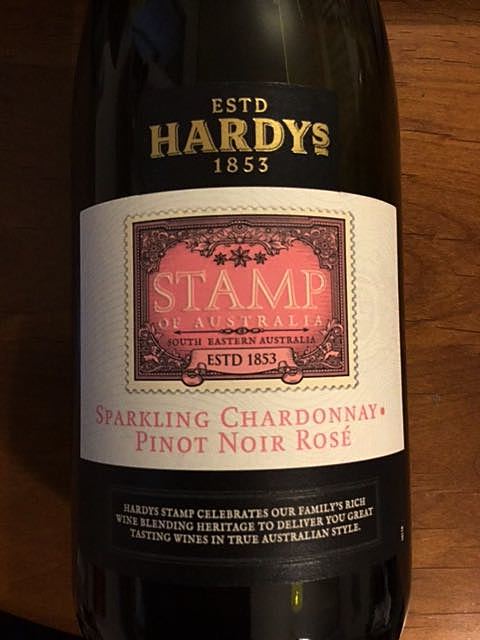 ESTD
HARDYS
1853
STAMP
OF AUSTRALIA
SOUTH EASTERN AUSTRALIA
ESTD 1853
SPARKLING CHARDONNAY•
PINOT NOIR ROSÉ
HARDYS STAMP CELEBRATES OUR FAMILY'S RICH
WINE BLENDING HERITAGE TO DELIVER YOU GREAT
TASTING WINES IN TRUE AUSTRALIAN STYLE.